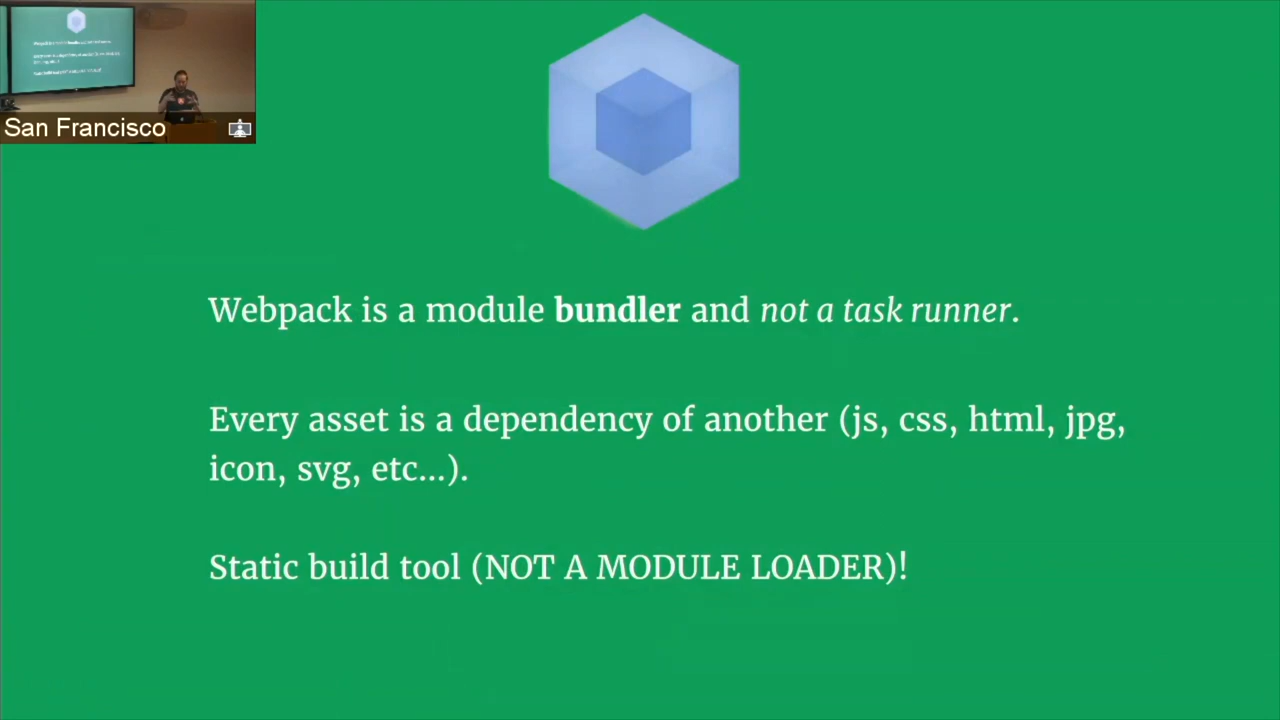 San Francisco
Webpack is a module bundler and not a task runner.
Every asset is a dependency of another (js, css, html, jpg,
icon, svg, etc...).
Static build tool (NOT A MODULE LOADER)!